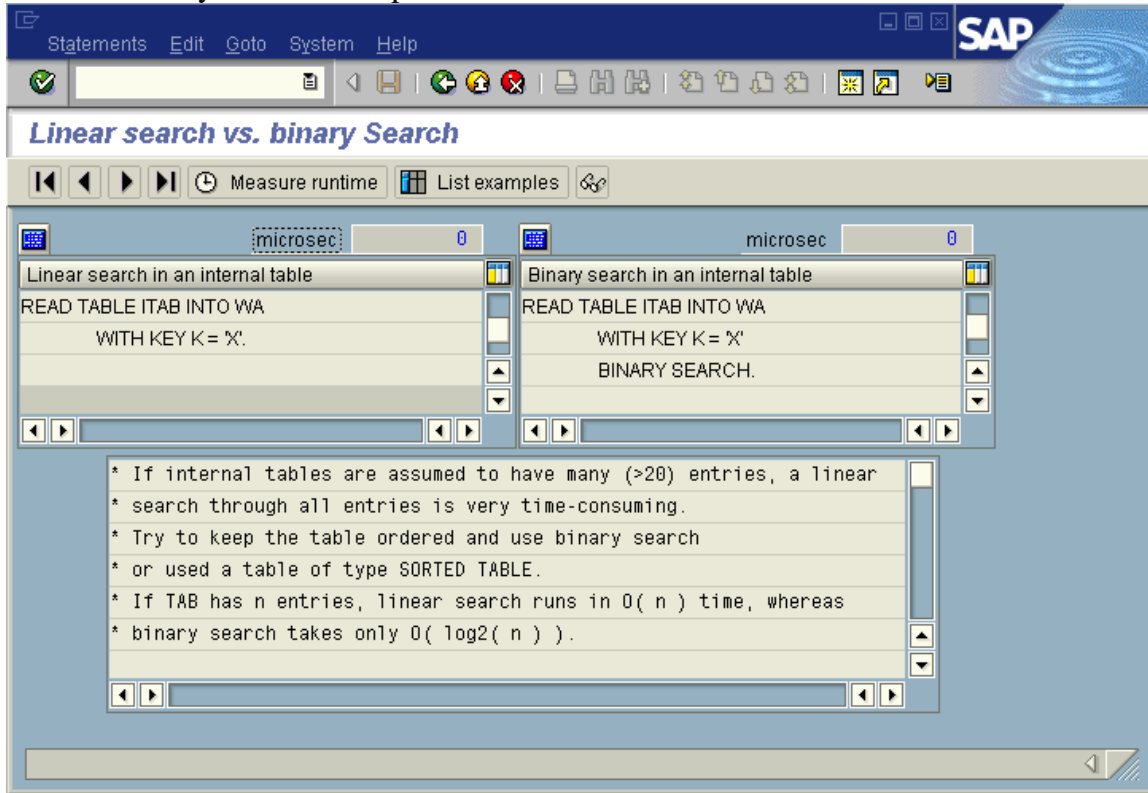 Statements Edit Goto System Help
SAP
Linear search vs. binary Search
Measure runtime List examples
microsec 0 microsec 0
Linear search in an internal table
READ TABLE ITAB INTO WA
WITH KEY K = 'X'.
Binary search in an internal table
READ TABLE ITAB INTO WA
WITH KEY K = 'X'
BINARY SEARCH.
* If internal tables are assumed to have many (>20) entries, a linear
* search through all entries is very time-consuming.
* Try to keep the table ordered and use binary search
* or used a table of type SORTED TABLE.
* If TAB has n entries, linear search runs in O( n ) time, whereas
* binary search takes only O( log2( n ) ).